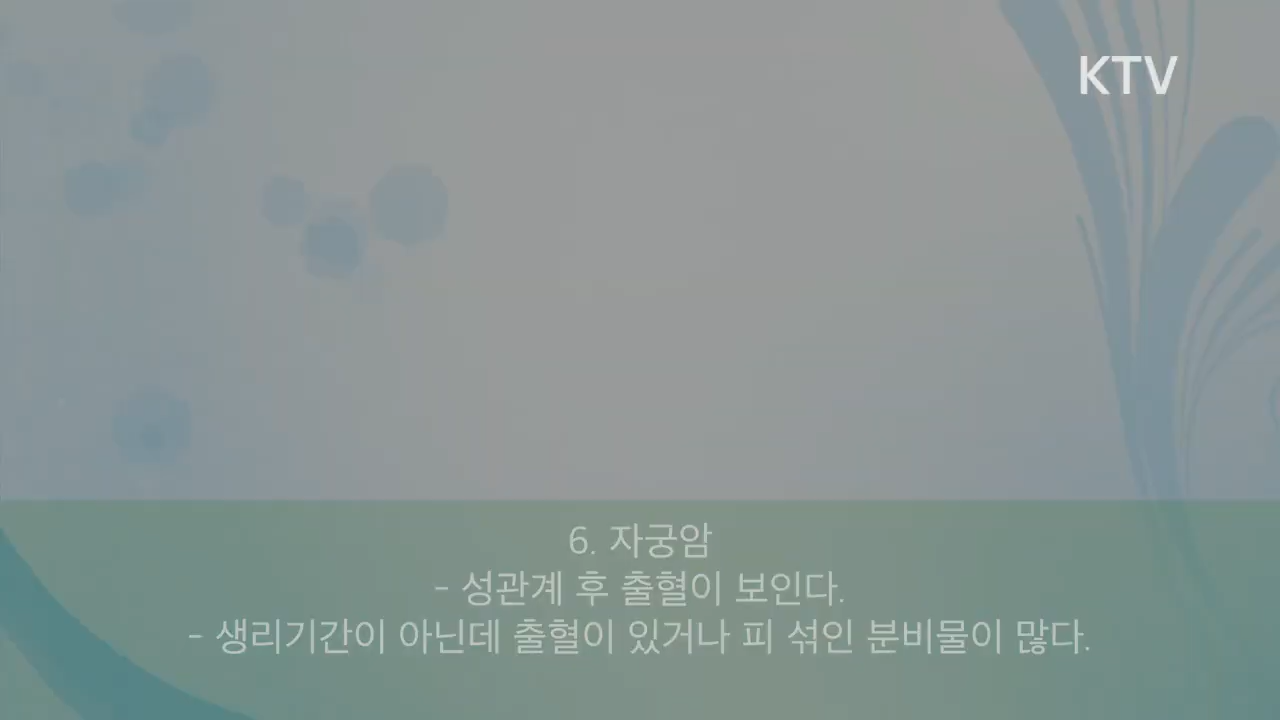 KTV
6. 자궁암
- 성관계 후 출혈이 보인다.
- 생리기간이 아닌데 출혈이 있거나 피 섞인 분비물이 많다.